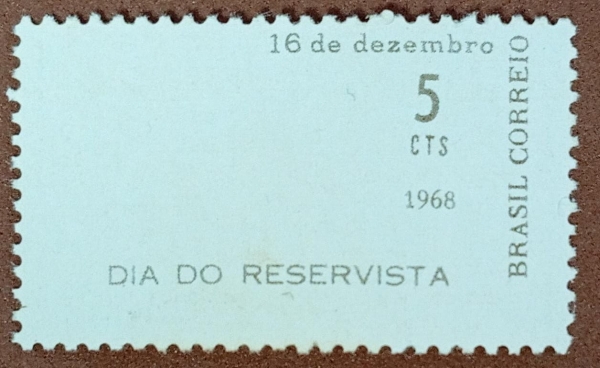 16 de dezembro
5
CTS
1968
BRASIL CORREIO
DIA DO RESERVISTA